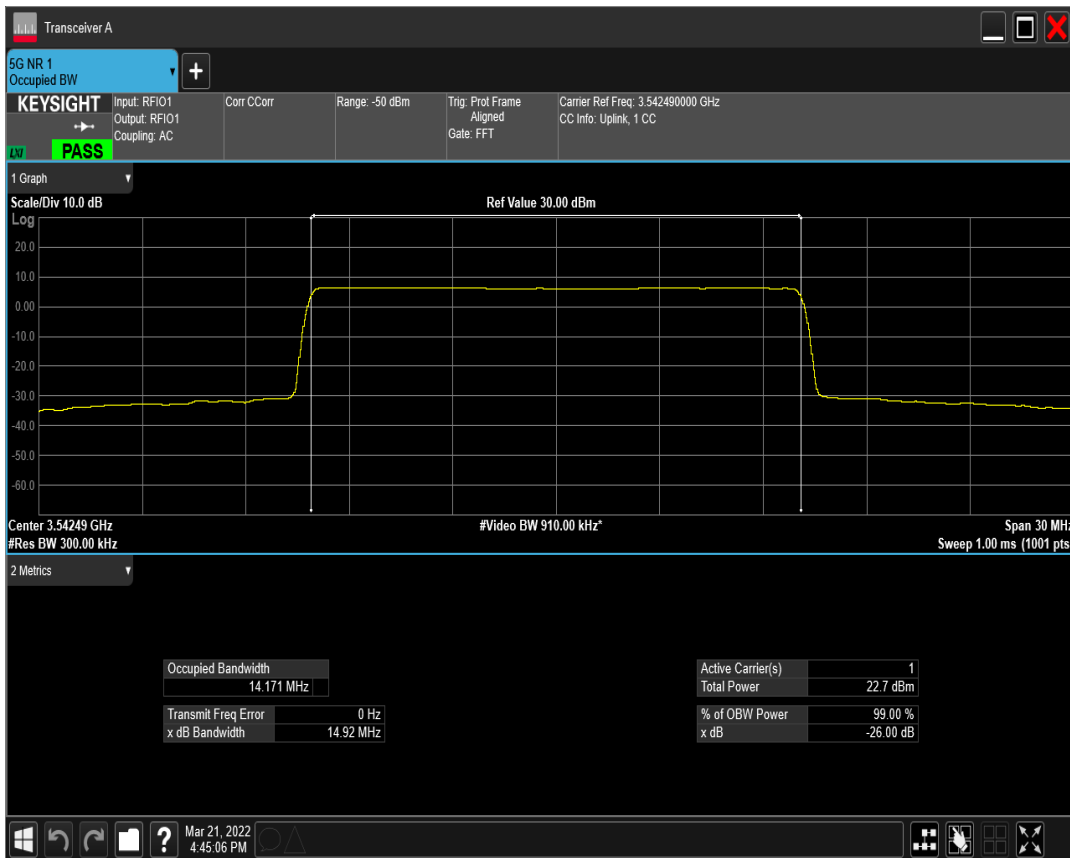 Transceiver A
5G NR 1
Occupied BW
KEYSIGHT
LXI
PASS
Input: RFIO1
Output: RFIO1
Coupling: AC
Corr CCorr
Range: -50 dBm
Trig: Prot Frame
Aligned
Gate: FFT
Carrier Ref Freq: 3.542490000 GHz
CC Info: Uplink, 1 CC
1 Graph
Scale/Div 10.0 dB
Ref Value 30.00 dBm
Log
20.0
10.0
0.00
-10.0
-20.0
-30.0
-40.0
-50.0
-60.0
Center 3.54249 GHz
#Video BW 910.00 kHz*
Span 30 MHz
#Res BW 300.00 kHz
Sweep 1.00 ms (1001 pts
2 Metrics
Occupied Bandwidth
14.171 MHz
Transmit Freq Error 0 Hz
x dB Bandwidth 14.92 MHz
Active Carrier(s) 1
Total Power 22.7 dBm
% of OBW Power 99.00 %
x dB -26.00 dB
?
Mar 21, 2022
4:45:06 PM